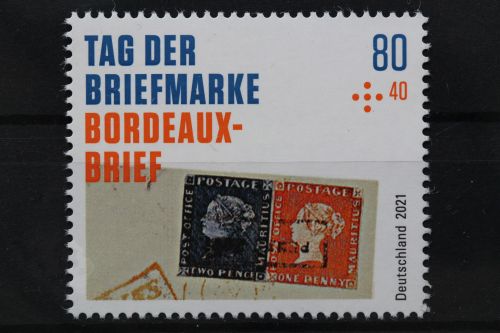 TAG DER
BRIEFMARKE
BORDEAUX-
BRIEF
80
40
POSTAGE
POST OFFICE
MAURITIUS
TWO PENCE
POSTAGE
POST OFFICE
MAURITIUS
ONE PENNY
Deutschland 2021